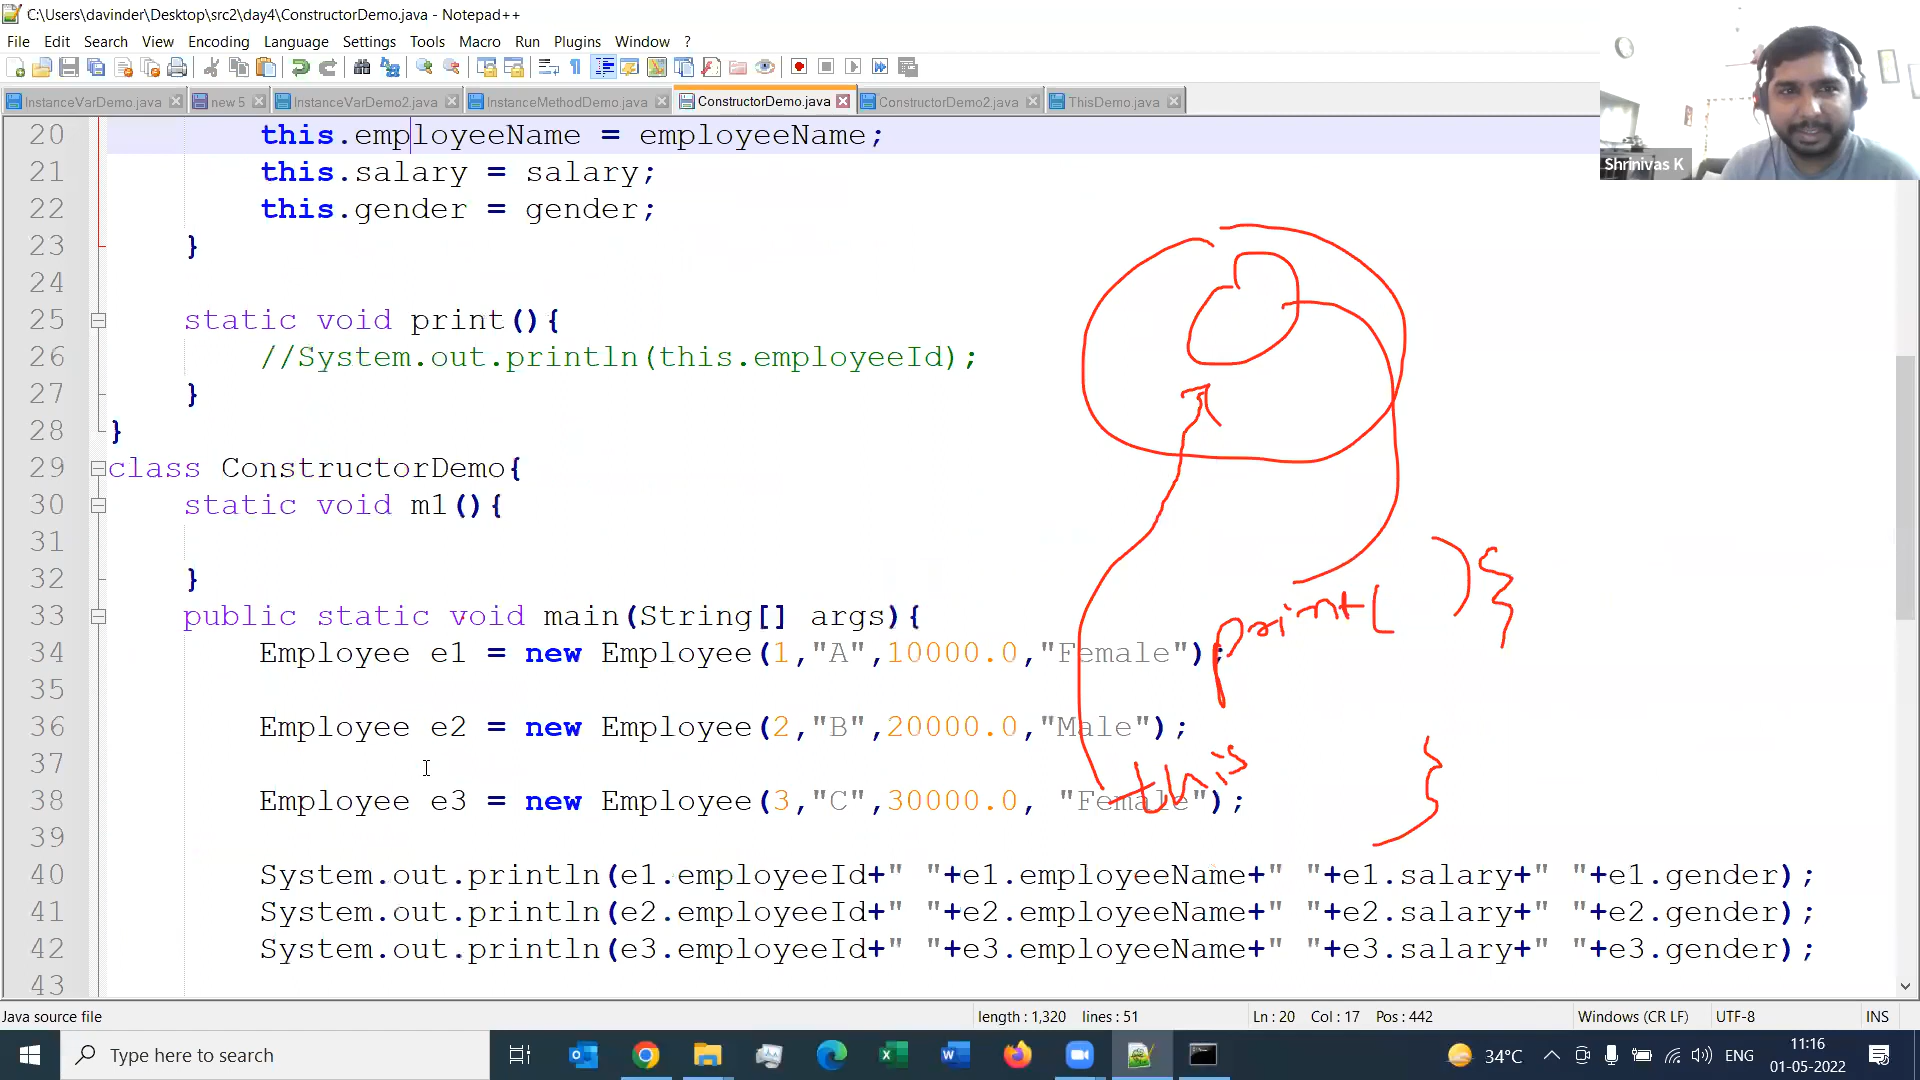 C:\Users\davinder\Desktop\src2\day4\ConstructorDemo.java - Notepad++
File Edit Search View Encoding Language Settings Tools Macro Run Plugins Window ?
InstanceVarDemo.java new 5 InstanceVarDemo2.java InstanceMethodDemo.java ConstructorDemo.java ConstructorDemo2.java ThisDemo.java
Shrinivas K
20 this.employeeName = employeeName;
21 this.salary = salary;
22 this.gender = gender;
23 }
24
25 static void print(){
26 //System.out.println(this.employeeId);
27 }
28 }
29 class ConstructorDemo{
30 static void m1(){
31
32 }
33 public static void main(String[] args){
34 Employee e1 = new Employee(1,"A",10000.0,"Female");
35
36 Employee e2 = new Employee(2,"B",20000.0,"Male");
37
38 Employee e3 = new Employee(3,"C",30000.0, "Female");
39
40 System.out.println(e1.employeeId+" "+e1.employeeName+" "+e1.salary+" "+e1.gender);
41 System.out.println(e2.employeeId+" "+e2.employeeName+" "+e2.salary+" "+e2.gender);
42 System.out.println(e3.employeeId+" "+e3.employeeName+" "+e3.salary+" "+e3.gender);
43
print( ){
this
}
Java source file length : 1,320 lines : 51 Ln : 20 Col : 17 Pos : 442 Windows (CR LF) UTF-8 INS
Type here to search 34°C ENG 11:16
01-05-2022